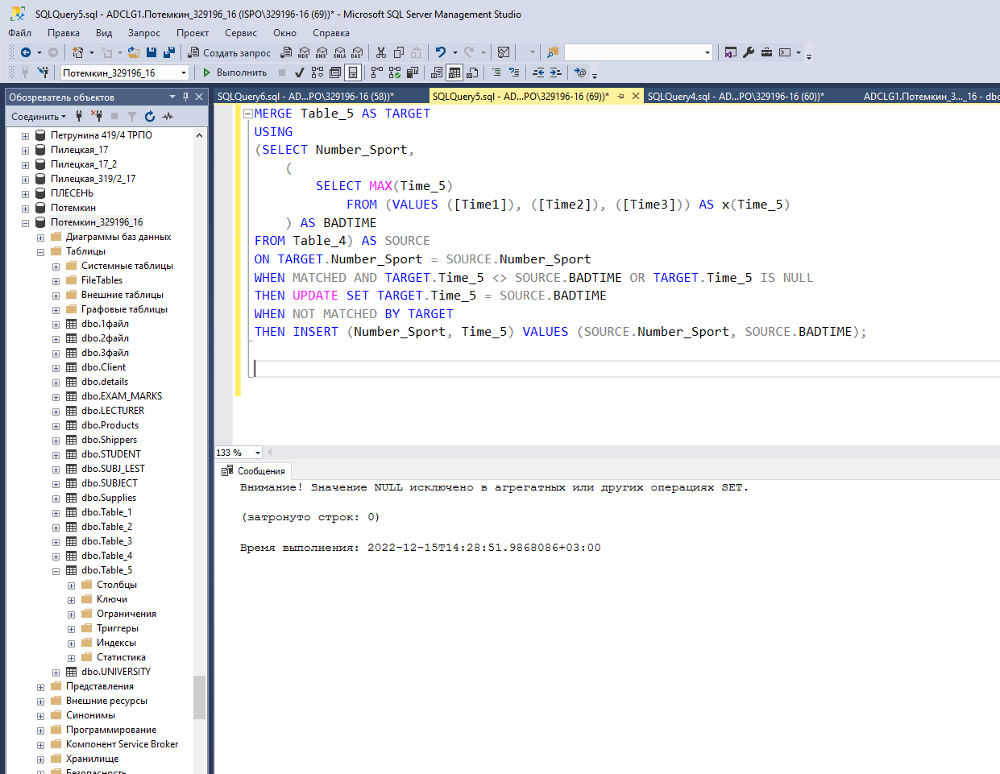 SQLQuery5.sql - ADCLG1.Потемкин_329196_16 (ISPO\329196-16 (69))* - Microsoft SQL Server Management Studio
Файл Правка Вид Запрос Проект Сервис Окно Справка
Создать запрос MDX DMX XMLA DAX
Потемкин_329196_16 Выполнить
Обозреватель объектов
Соединить
Петрунина 419/4 ТРПО
Пилецкая_17
Пилецкая_17_2
Пилецкая_319/2_17
ПЛЕСЕНЬ
Потемкин
Потемкин_329196_16
Диаграммы баз данных
Таблицы
Системные таблицы
FileTables
Внешние таблицы
Графовые таблицы
dbo.1файл
dbo.2файл
dbo.3файл
dbo.Client
dbo.details
dbo.EXAM_MARKS
dbo.LECTURER
dbo.Products
dbo.Shippers
dbo.STUDENT
dbo.SUBJ_LEST
dbo.SUBJECT
dbo.Supplies
dbo.Table_1
dbo.Table_2
dbo.Table_3
dbo.Table_4
dbo.Table_5
Столбцы
Ключи
Ограничения
Триггеры
Индексы
Статистика
dbo.UNIVERSITY
Представления
Внешние ресурсы
Синонимы
Программирование
Компонент Service Broker
Хранилище
Безопасность
SQLQuery6.sql - AD...PO\329196-16 (58))* SQLQuery5.sql - AD...PO\329196-16 (69))* SQLQuery4.sql - AD...PO\329196-16 (60))* ADCLG1.Потемкин_3..._16 - dbo
MERGE Table_5 AS TARGET
USING
(SELECT Number_Sport,
(
SELECT MAX(Time_5)
FROM (VALUES ([Time1]), ([Time2]), ([Time3])) AS x(Time_5)
) AS BADTIME
FROM Table_4) AS SOURCE
ON TARGET.Number_Sport = SOURCE.Number_Sport
WHEN MATCHED AND TARGET.Time_5 <> SOURCE.BADTIME OR TARGET.Time_5 IS NULL
THEN UPDATE SET TARGET.Time_5 = SOURCE.BADTIME
WHEN NOT MATCHED BY TARGET
THEN INSERT (Number_Sport, Time_5) VALUES (SOURCE.Number_Sport, SOURCE.BADTIME);
133 %
Сообщения
Внимание! Значение NULL исключено в агрегатных или других операциях SET.
(затронуто строк: 0)
Время выполнения: 2022-12-15T14:28:51.9868086+03:00